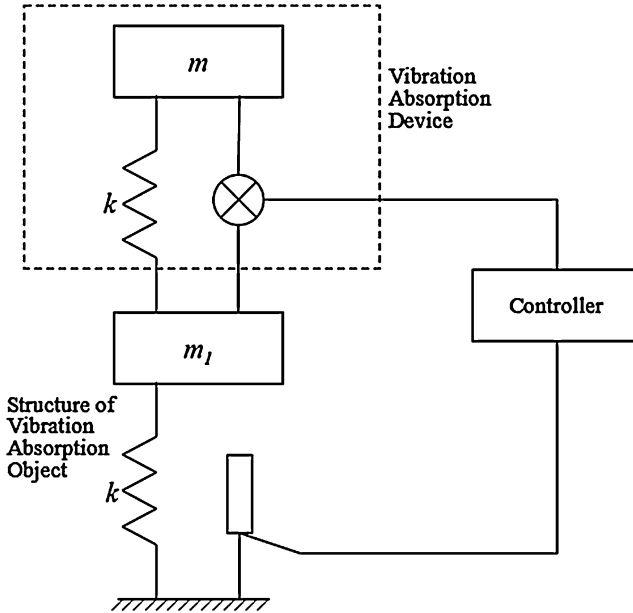 m
Vibration
Absorption
Device
k
Controller
m₁
Structure of
Vibration
Absorption
Object
k